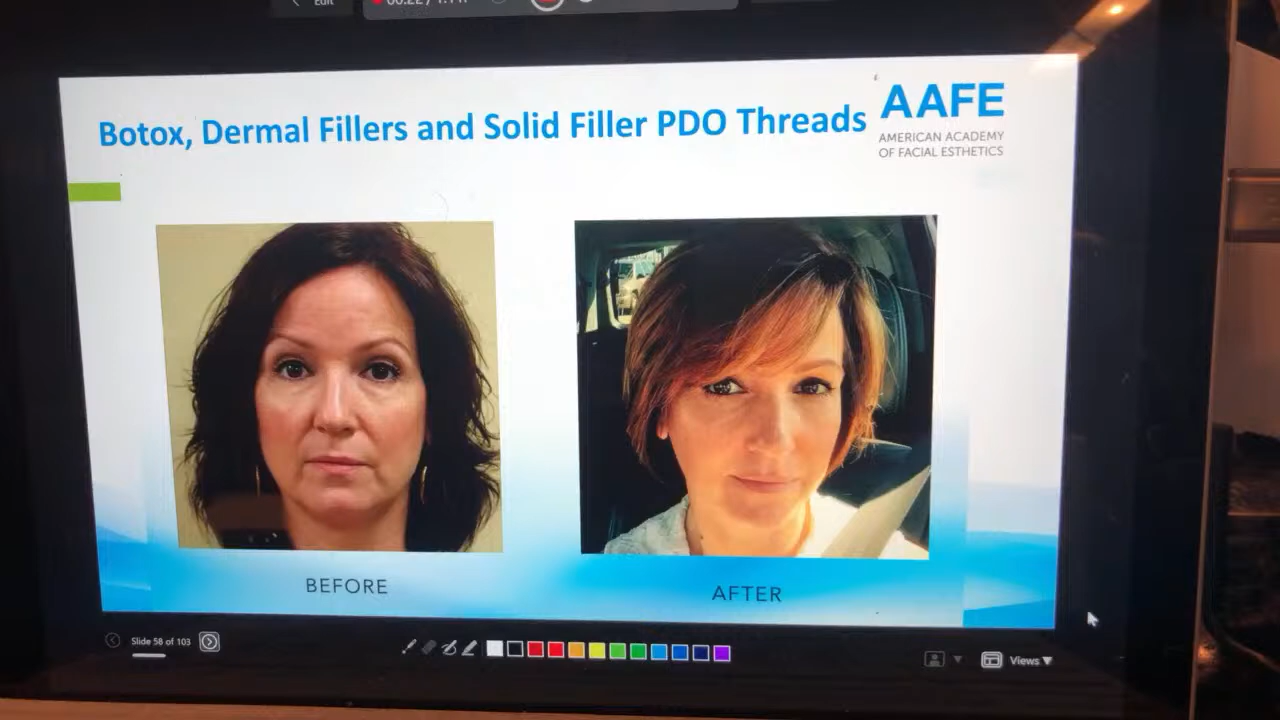 Edit
Botox, Dermal Fillers and Solid Filler PDO Threads
AAFE
AMERICAN ACADEMY
OF FACIAL ESTHETICS
BEFORE
AFTER
Slide 58 of 103
Views